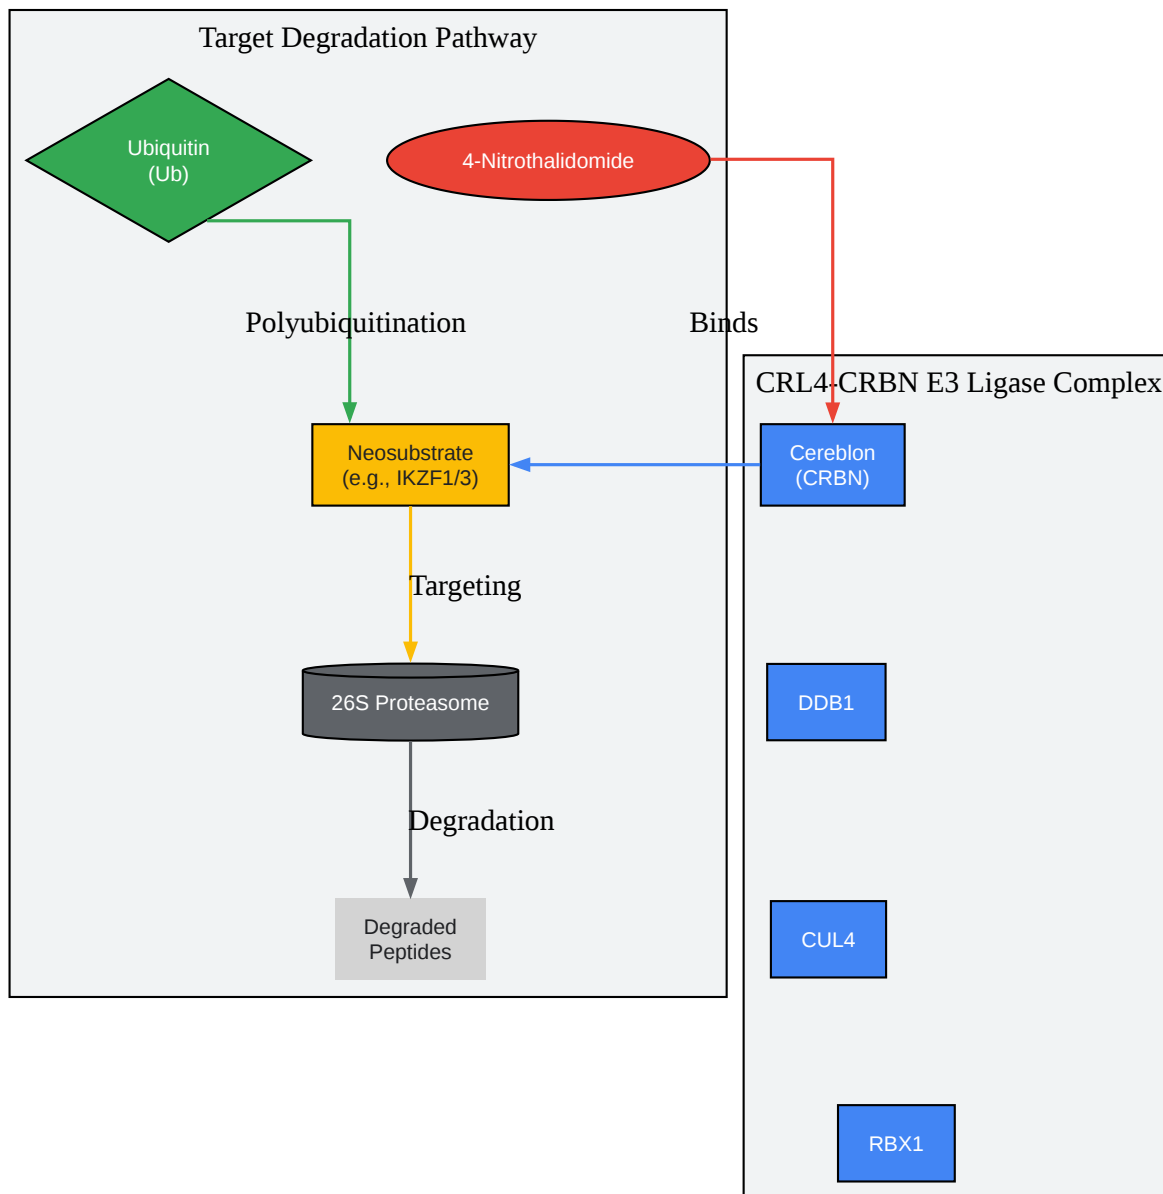 Target Degradation Pathway
Ubiquitin
(Ub)
4-Nitrothalidomide
Polyubiquitination
Binds
CRL4-CRBN E3 Ligase Complex
Neosubstrate
(e.g., IKZF1/3)
Cereblon
(CRBN)
Targeting
26S Proteasome
DDB1
Degradation
Degraded
Peptides
CUL4
RBX1